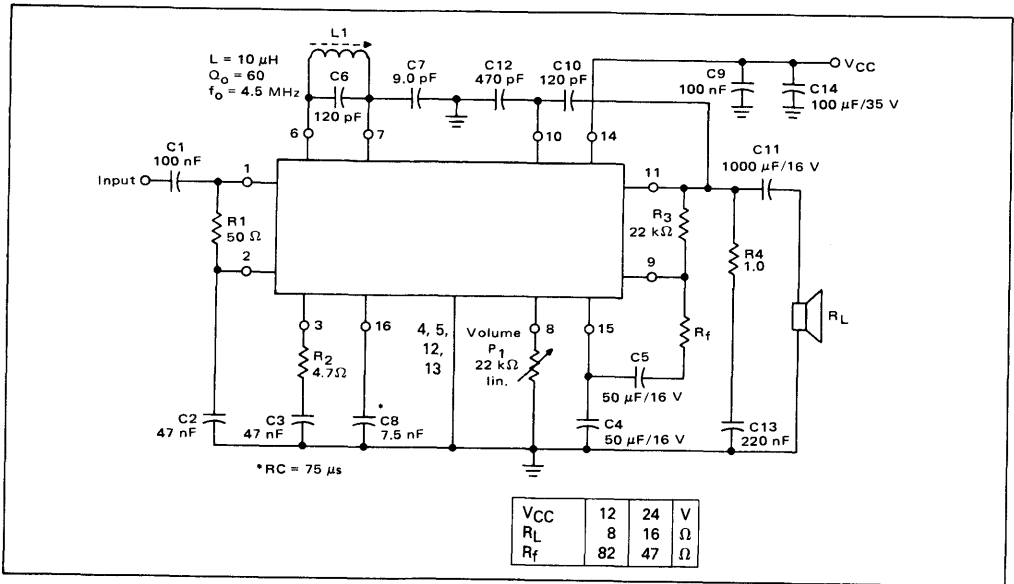 L1
L = 10 µH
Qo = 60
fo = 4.5 MHz
C6
120 pF
C7
9.0 pF
C12
470 pF
C10
120 pF
C9
100 nF
VCC
C14
100 µF/35 V
6
7
10
14
C1
100 nF
Input
1
R1
50 Ω
2
11
C11
1000 µF/16 V
R3
22 kΩ
9
R4
1.0
RL
3
R2
4.7Ω
16
4, 5,
12,
13
Volume
P1
22 kΩ
lin.
8
15
Rf
C5
50 µF/16 V
C2
47 nF
C3
47 nF
*
C8
7.5 nF
C4
50 µF/16 V
C13
220 nF
*RC = 75 µs
VCC 12 24 V
RL 8 16 Ω
Rf 82 47 Ω